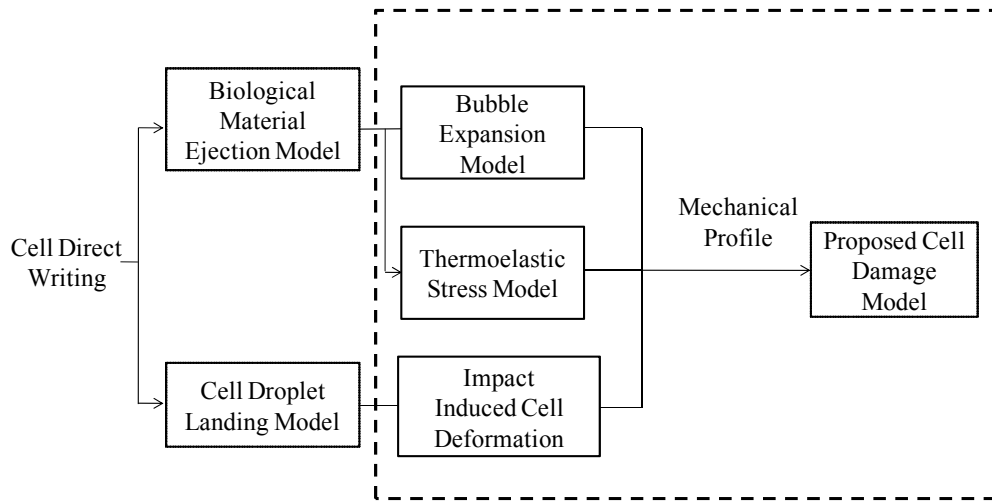 Biological
Material
Ejection Model
Bubble
Expansion
Model
Cell Direct
Writing
Thermoelastic
Stress Model
Mechanical
Profile
Proposed Cell
Damage
Model
Cell Droplet
Landing Model
Impact
Induced Cell
Deformation